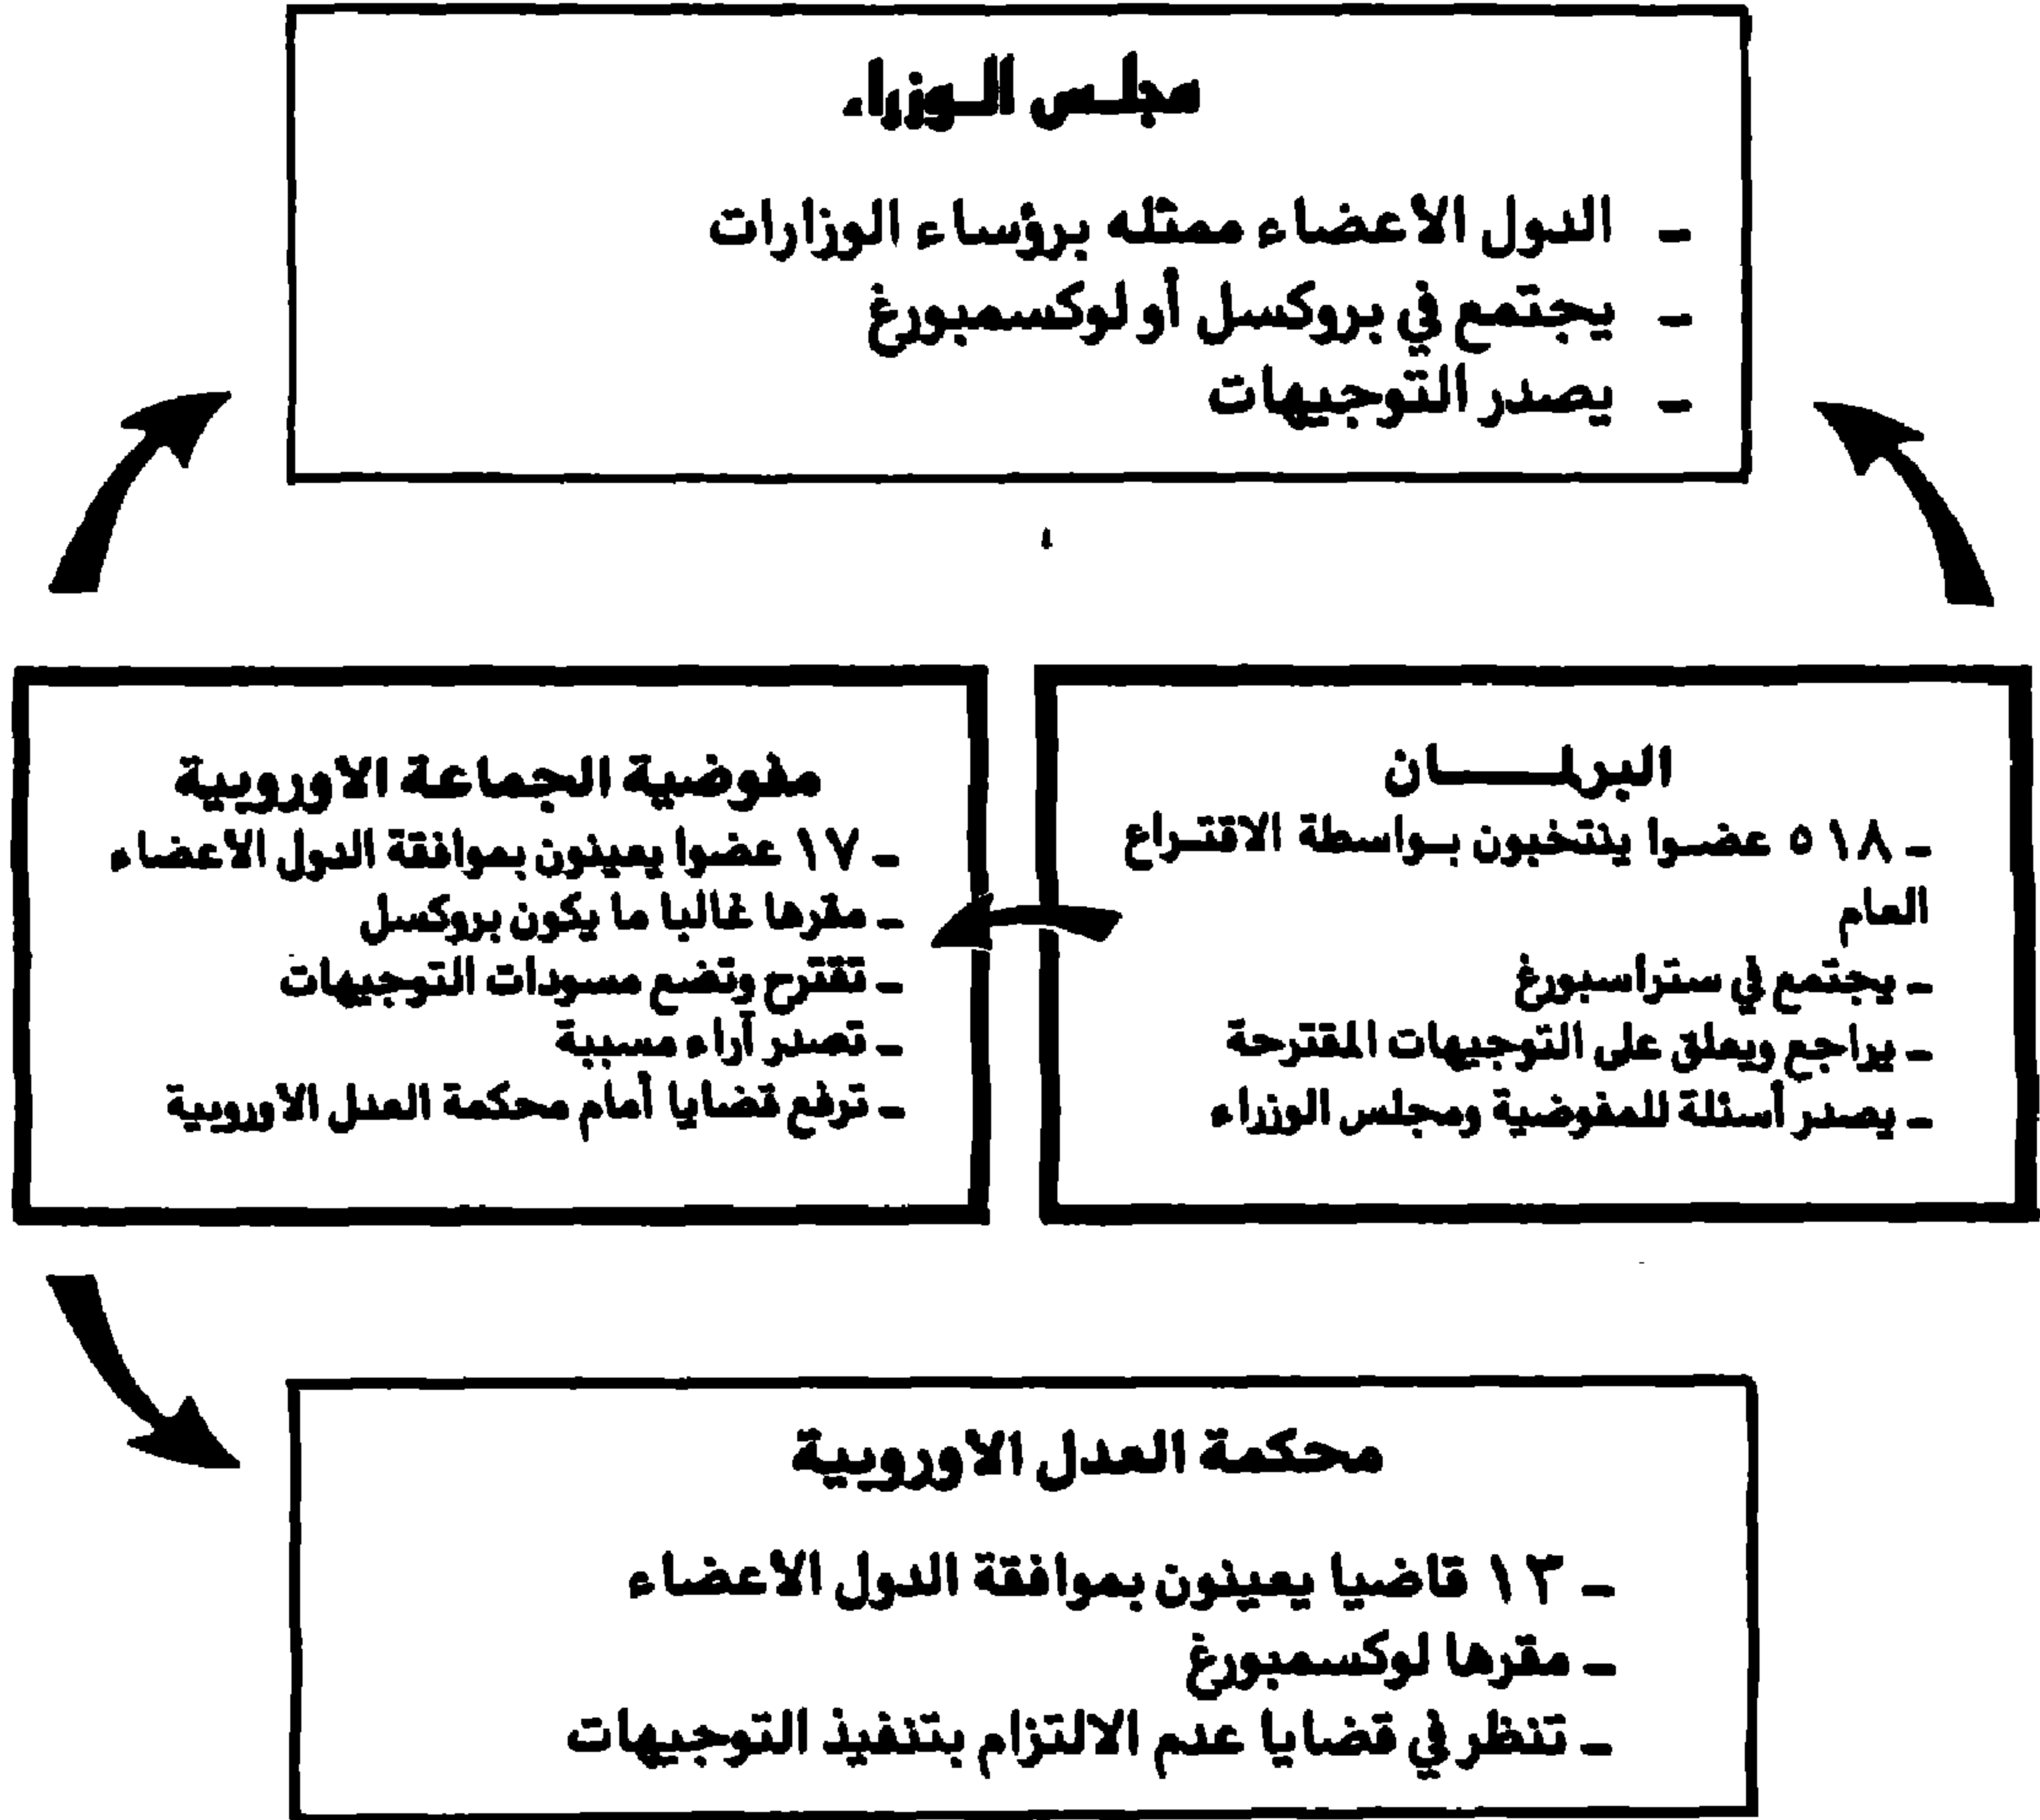 مجلس الوزراء
- الدول الاعضاء ممثله برؤساء الوزارات
- يجتمع في بروكسل أو لوكسمبورغ
- يصدر التوجيهات
البرلمان
- ٥١٨ عضوا ينتخبون بواسطة الاقتراع
العام
- يجتمع في ستراسبورغ
- يراجع ويعلق على التوجيهات المقترحة
- يصدر أسئلة للمفوضية ومجلس الوزراء
مفوضية الجماعة الاوروبية
- ١٧ عضوا يعينون بموافقة الدول الاعضاء
- مقرها غالبا ما يكون بروكسل
- تقترح وتضع مسودات التوجيهات
- تصدر آراء مسببة
- ترفع قضايا أمام محكمة العدل الاوروبية
محكمة العدل الاوروبية
- ١٣ قاضيا يعينون بموافقة الدول الاعضاء
- مقرها لوكسمبورغ
- تنظر في قضايا عدم الالتزام بتنفيذ التوجيهات